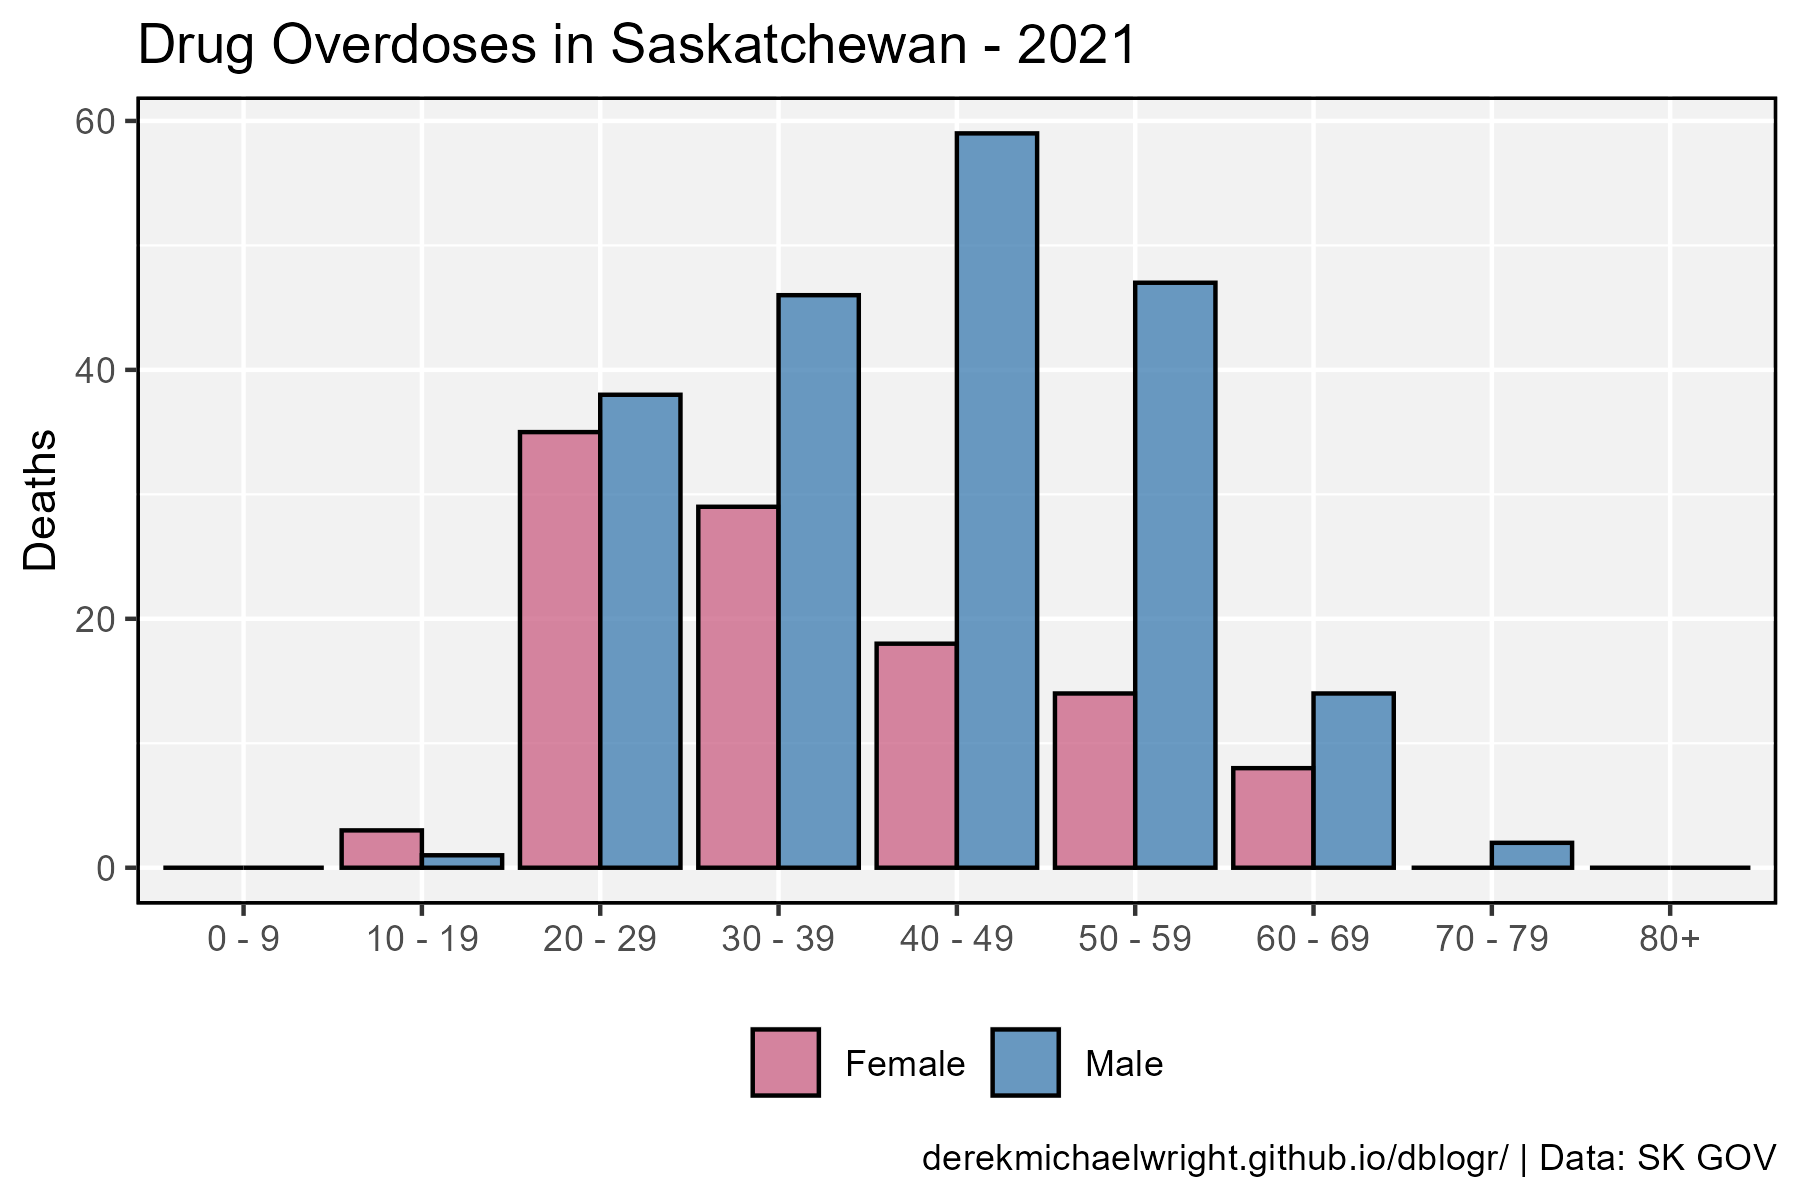 Drug Overdoses in Saskatchewan - 2021
Deaths
60
40
20
0
0 - 9 10 - 19 20 - 29 30 - 39 40 - 49 50 - 59 60 - 69 70 - 79 80+
Female Male
derekmichaelwright.github.io/dblogr/ | Data: SK GOV